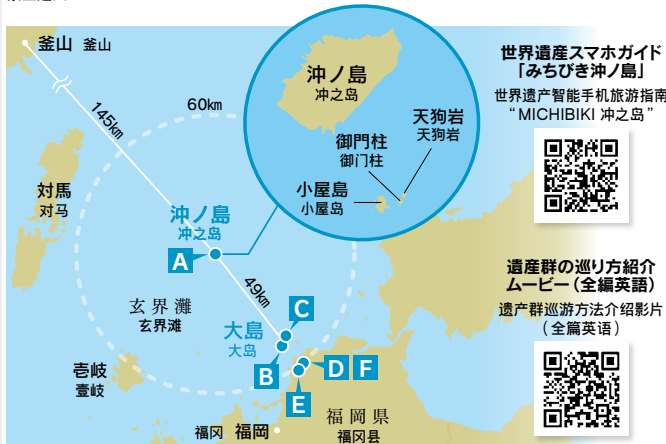 釜山 釜山
145km
60km
対馬
对马
沖ノ島
冲之岛
A
49km
玄界灘
玄界滩
大島
大岛
C
B
D F
E
壱岐
壹岐
福冈 福岡
福岡県
福冈县
沖ノ島
冲之岛
天狗岩
天狗岩
御門柱
御门柱
小屋島
小屋岛
世界遺産スマホガイド
「みちびき沖ノ島」
世界遗产智能手机旅游指南
“MICHIBIKI 冲之岛”
遺産群の巡り方紹介
ムービー(全編英語)
遗产群巡游方法介绍影片
(全篇英语)